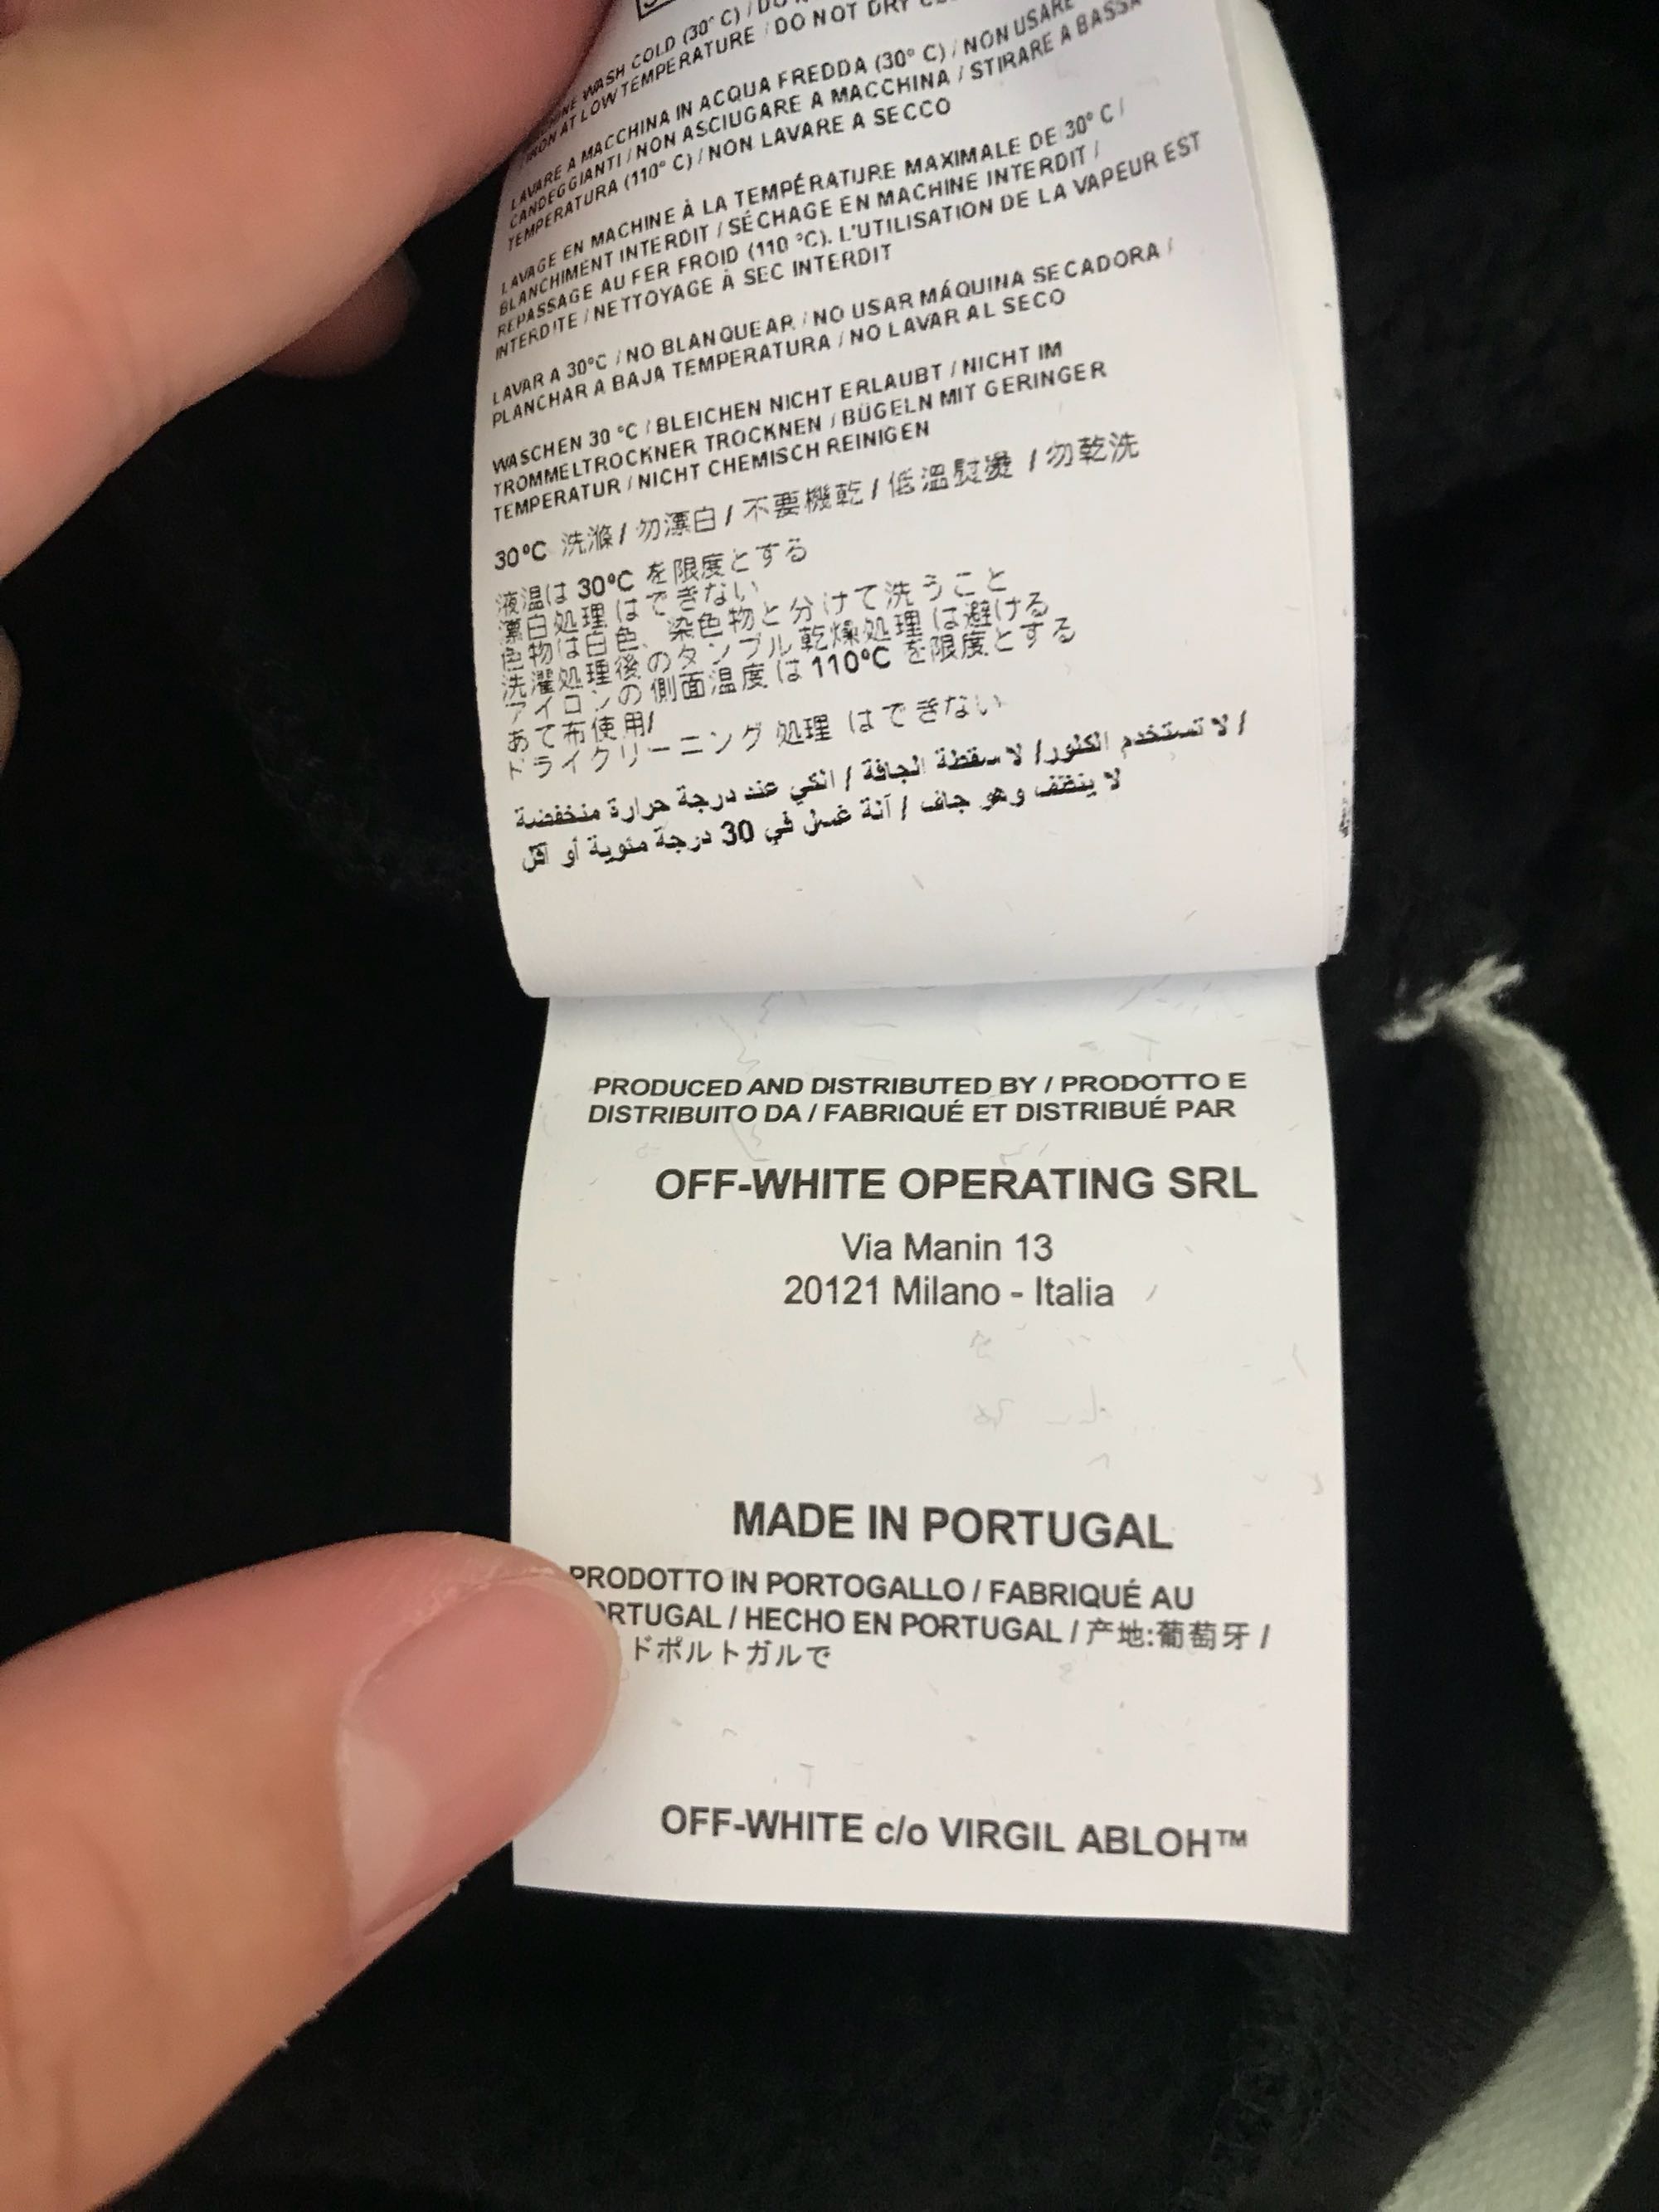 WASH COLD (30° C) /
IRON AT LOW TEMPERATURE / DO NOT DRY
LAVARE A MACCHINA IN ACQUA FREDDA (30° C) / NON USARE
CANDEGGIANTI / NON ASCIUGARE A MACCHINA / STIRARE A BASSA
TEMPERATURA (110° C) / NON LAVARE A SECCO
LAVAGE EN MACHINE À LA TEMPÉRATURE MAXIMALE DE 30° C /
BLANCHIMENT INTERDIT / SÉCHAGE EN MACHINE INTERDIT /
REPASSAGE AU FER FROID (110 °C). L'UTILISATION DE LA VAPEUR EST
INTERDITE / NETTOYAGE À SEC INTERDIT
LAVAR A 30°C / NO BLANQUEAR / NO USAR MÁQUINA SECADORA /
PLANCHAR A BAJA TEMPERATURA / NO LAVAR AL SECO
WASCHEN 30 °C / BLEICHEN NICHT ERLAUBT / NICHT IM
TROMMELTROCKNER TROCKNEN / BÜGELN MIT GERINGER
TEMPERATUR / NICHT CHEMISCH REINIGEN
30°C 洗滌 / 勿漂白 / 不要機乾 / 低溫熨燙 / 勿乾洗
液温は 30°C を限度とする
漂白処理 はできない
色物は白色、染色物と分けて洗うこと
洗濯処理後のタンブル乾燥処理 は避ける
アイロンの側面温度 は 110°C を限度とする
あて布使用/
ドライクリーニング 処理 はできない
/ لا تستخدم الكلور/ لا سقطة الجافة / الكي عند درجة حرارة منخفضة
لا ينظف وهو جاف / آلة غسل في 30 درجة مئوية أو أقل
PRODUCED AND DISTRIBUTED BY / PRODOTTO E
DISTRIBUITO DA / FABRIQUÉ ET DISTRIBUÉ PAR
OFF-WHITE OPERATING SRL
Via Manin 13
20121 Milano - Italia
MADE IN PORTUGAL
PRODOTTO IN PORTOGALLO / FABRIQUÉ AU
PORTUGAL / HECHO EN PORTUGAL / 产地:葡萄牙 /
ドポルトガルで
OFF-WHITE c/o VIRGIL ABLOH™